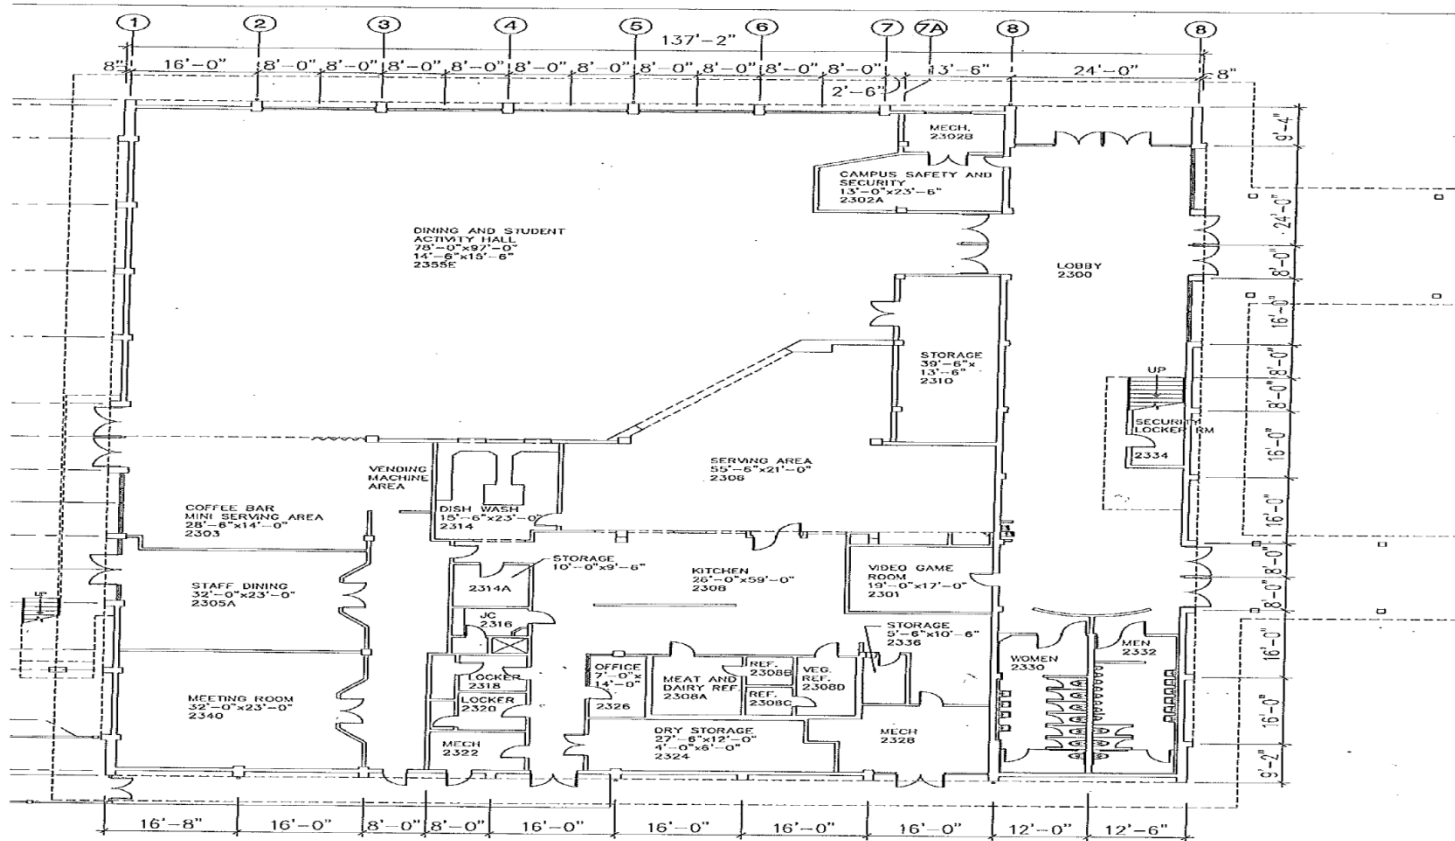 1 2 3 4 5 6 7 7A 8 8
137'-2"
8" 16'-0" 8'-0" 8'-0" 8'-0" 8'-0" 8'-0" 8'-0" 8'-0" 8'-0" 8'-0" 8'-0" 13'-6" 24'-0" 8"
2'-6"
9'-4"
MECH.
2302B
CAMPUS SAFETY AND
SECURITY
13'-0"x23'-6"
2302A
24'-0"
DINING AND STUDENT
ACTIVITY HALL
78'-0"x97'-0"
14'-6"x15'-6"
2355E
LOBBY
2300
8'-0"
16'-0"
STORAGE
39'-6"x
13'-6"
2310
8'-0"
UP
8'-0"
SECURITY
LOCKER RM
2334
16'-0"
VENDING
MACHINE
AREA
SERVING AREA
55'-6"x21'-0"
2306
COFFEE BAR
MINI SERVING AREA
28'-6"x14'-0"
2303
DISH WASH
15'-6"x23'-0"
2314
16'-0"
STORAGE
10'-0"x9'-6"
2314A
KITCHEN
26'-0"x59'-0"
2308
VIDEO GAME
ROOM
19'-0"x17'-0"
2301
8'-0"
STAFF DINING
32'-0"x23'-0"
2305A
8'-0"
JC
2316
STORAGE
5'-6"x10'-6"
2336
WOMEN
2330
MEN
2332
16'-0"
LOCKER
2318
LOCKER
2320
OFFICE
7'-0"x
14'-0"
2326
MEAT AND
DAIRY REF.
2308A
REF.
2308B
REF.
2308C
VEG.
REF.
2308D
MEETING ROOM
32'-0"x23'-0"
2340
16'-0"
MECH
2322
DRY STORAGE
27'-6"x12'-0"
4'-0"x6'-0"
2324
MECH
2328
9'-2"
16'-8" 16'-0" 8'-0" 8'-0" 16'-0" 16'-0" 16'-0" 16'-0" 12'-0" 12'-6"